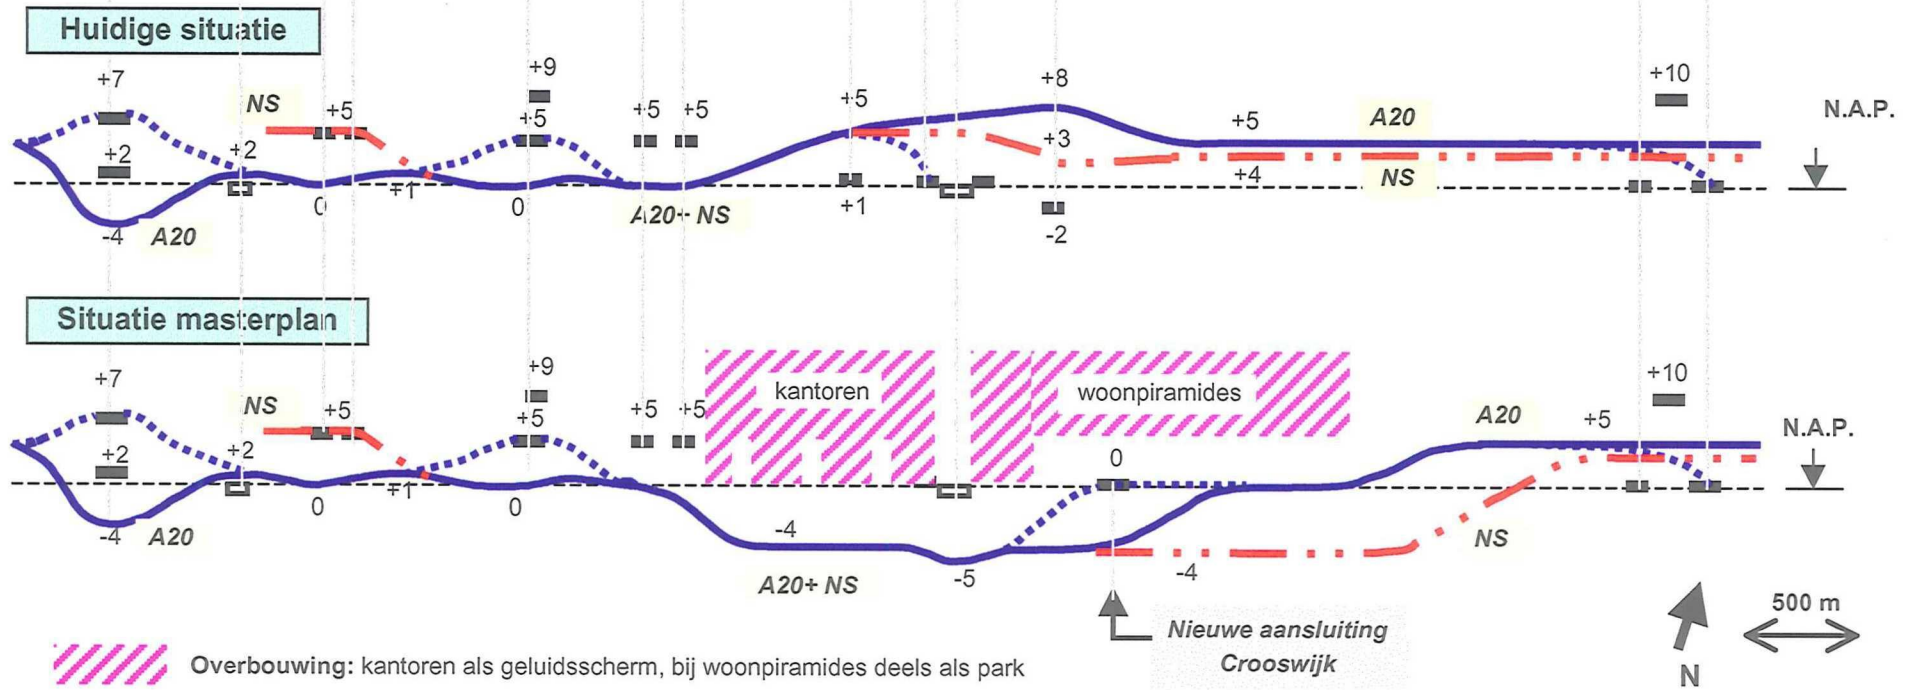 Huidige situatie
+7
NS
+5
+9
+5
+5
+5
+5
+8
+5
A20
+10
N.A.P.
+2
+2
+3
0
+1
0
A20+ NS
+1
+4
NS
-4
A20
-2
Situatie masterplan
+7
NS
+5
+9
+5
+5
+5
kantoren
woonpiramides
A20
+5
+10
N.A.P.
+2
+2
0
0
+1
0
-4
A20
-4
A20+ NS
-5
-4
NS
500 m
Nieuwe aansluiting
Crooswijk
N
Overbouwing: kantoren als geluidsscherm, bij woonpiramides deels als park